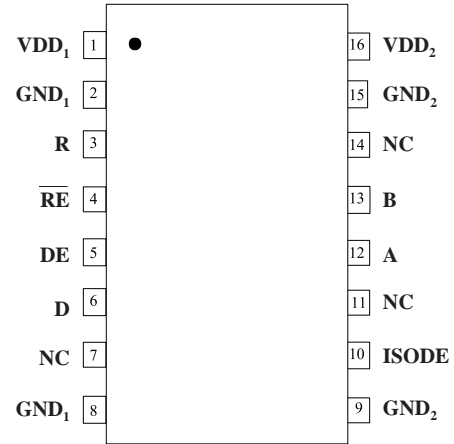 VDD₁ 1 16 VDD₂
GND₁ 2 15 GND₂
R 3 14 NC
R̅E̅ 4 13 B
DE 5 12 A
D 6 11 NC
NC 7 10 ISODE
GND₁ 8 9 GND₂